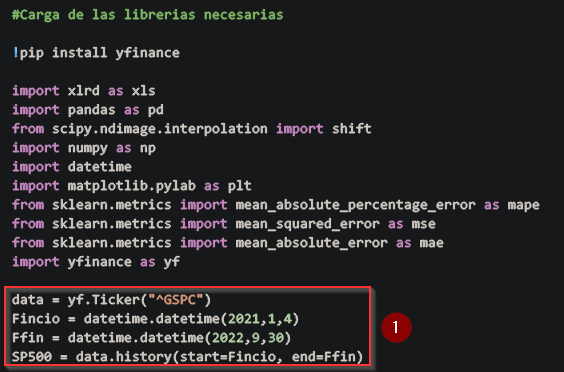 #Carga de las librerias necesarias
!pip install yfinance
import xlrd as xls
import pandas as pd
from scipy.ndimage.interpolation import shift
import numpy as np
import datetime
import matplotlib.pylab as plt
from sklearn.metrics import mean_absolute_percentage_error as mape
from sklearn.metrics import mean_squared_error as mse
from sklearn.metrics import mean_absolute_error as mae
import yfinance as yf
data = yf.Ticker("^GSPC")
Fincio = datetime.datetime(2021,1,4)
Ffin = datetime.datetime(2022,9,30)
SP500 = data.history(start=Fincio, end=Ffin)
1